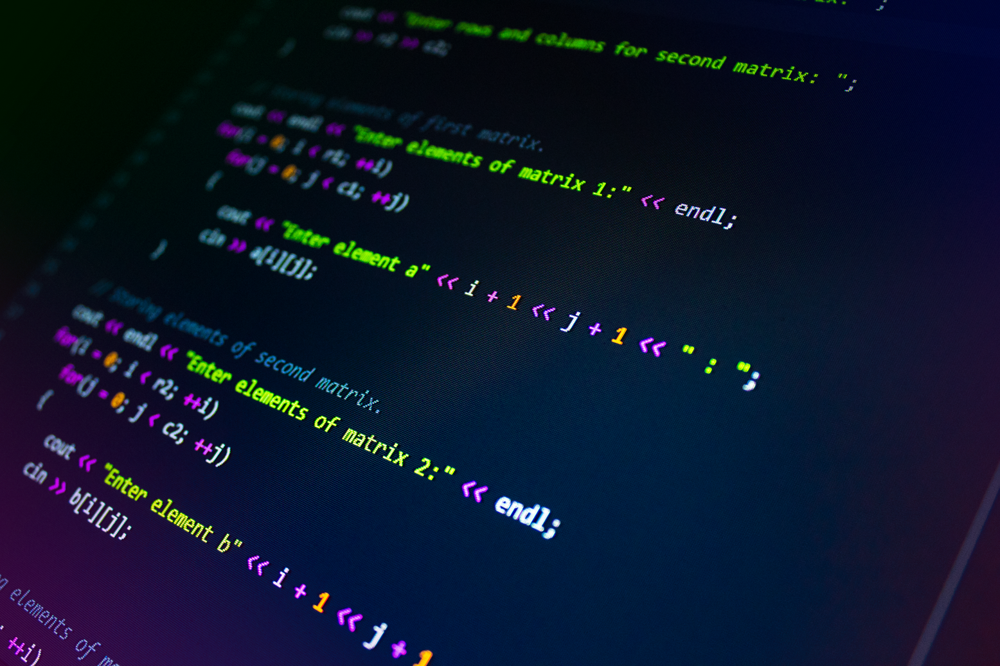 cout << "Enter rows and columns for second matrix: ";
cin >> r2 >> c2;
}
// Storing elements of first matrix.
cout << endl << "Enter elements of matrix 1:" << endl;
for(i = 0; i < r1; ++i)
for(j = 0; j < c1; ++j)
{
cout << "Enter element a" << i + 1 << j + 1 << " : ";
cin >> a[i][j];
}
// Storing elements of second matrix.
cout << endl << "Enter elements of matrix 2:" << endl;
for(i = 0; i < r2; ++i)
for(j = 0; j < c2; ++j)
{
cout << "Enter element b" << i + 1 << j + 1
cin >> b[i][j];
elements of
++i)